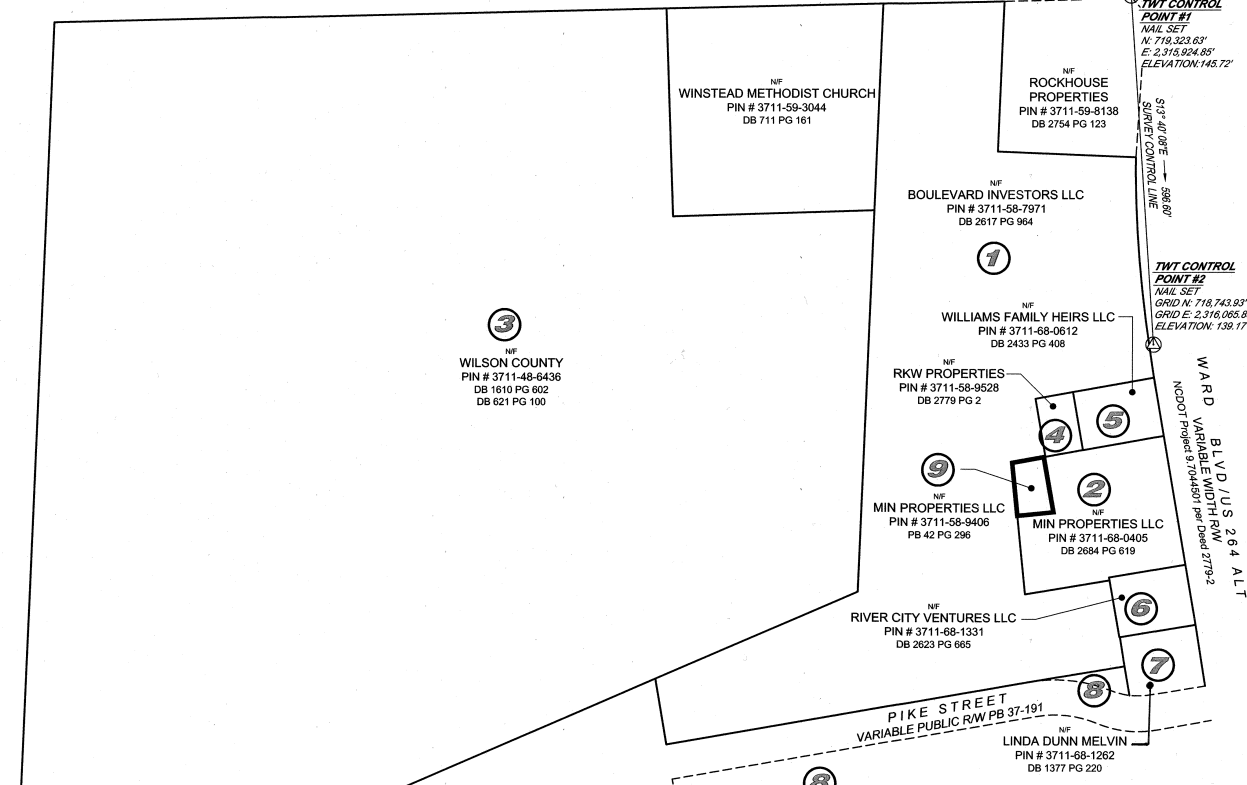 TWT CONTROL
POINT #1
NAIL SET
N: 719,323.63'
E: 2,315,924.85'
ELEVATION:145.72'
N/F
WINSTEAD METHODIST CHURCH
PIN # 3711-59-3044
DB 711 PG 161
N/F
ROCKHOUSE
PROPERTIES
PIN # 3711-59-8138
DB 2754 PG 123
S13° 40' 08"E 596.60'
SURVEY CONTROL LINE
N/F
BOULEVARD INVESTORS LLC
PIN # 3711-58-7971
DB 2617 PG 964
1
TWT CONTROL
POINT #2
NAIL SET
GRID N: 718,743.93'
GRID E: 2,316,065.8
ELEVATION: 139.17
3
N/F
WILSON COUNTY
PIN # 3711-48-6436
DB 1610 PG 602
DB 621 PG 100
N/F
WILLIAMS FAMILY HEIRS LLC
PIN # 3711-68-0612
DB 2433 PG 408
N/F
RKW PROPERTIES
PIN # 3711-58-9528
DB 2779 PG 2
4
5
WARD BLVD / US 264 ALT
VARIABLE WIDTH R/W
NCDOT Project 9.7044501 per Deed 2779-2
9
N/F
MIN PROPERTIES LLC
PIN # 3711-58-9406
PB 42 PG 296
2
N/F
MIN PROPERTIES LLC
PIN # 3711-68-0405
DB 2684 PG 619
N/F
RIVER CITY VENTURES LLC
PIN # 3711-68-1331
DB 2623 PG 665
6
7
8
PIKE STREET
VARIABLE PUBLIC R/W PB 37-191
N/F
LINDA DUNN MELVIN
PIN # 3711-68-1262
DB 1377 PG 220
8